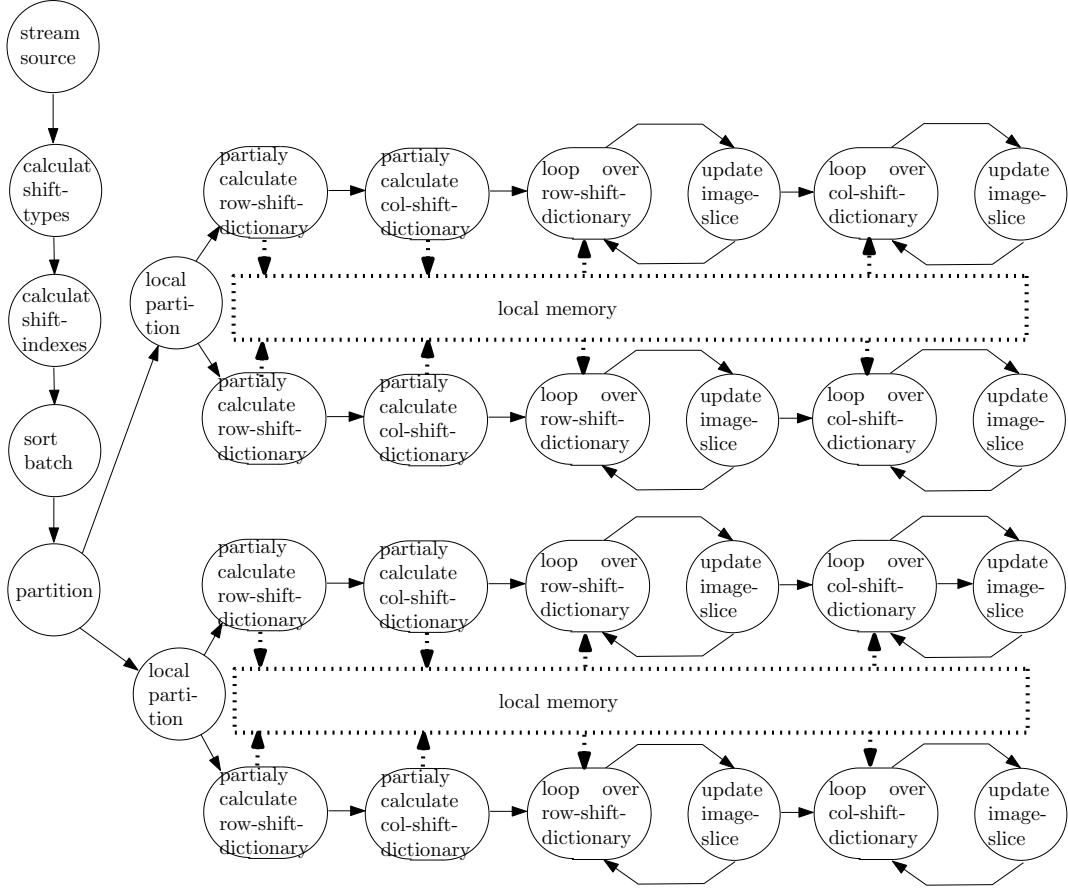 stream
source
calculat
shift-
types
calculat
shift-
indexes
sort
batch
partition
local
parti-
tion
partialy
calculate
row-shift-
dictionary
partialy
calculate
col-shift-
dictionary
loop over
row-shift-
dictionary
update
image-
slice
loop over
col-shift-
dictionary
update
image-
slice
local memory
partialy
calculate
row-shift-
dictionary
partialy
calculate
col-shift-
dictionary
loop over
row-shift-
dictionary
update
image-
slice
loop over
col-shift-
dictionary
update
image-
slice
local
parti-
tion
partialy
calculate
row-shift-
dictionary
partialy
calculate
col-shift-
dictionary
loop over
row-shift-
dictionary
update
image-
slice
loop over
col-shift-
dictionary
update
image-
slice
local memory
partialy
calculate
row-shift-
dictionary
partialy
calculate
col-shift-
dictionary
loop over
row-shift-
dictionary
update
image-
slice
loop over
col-shift-
dictionary
update
image-
slice